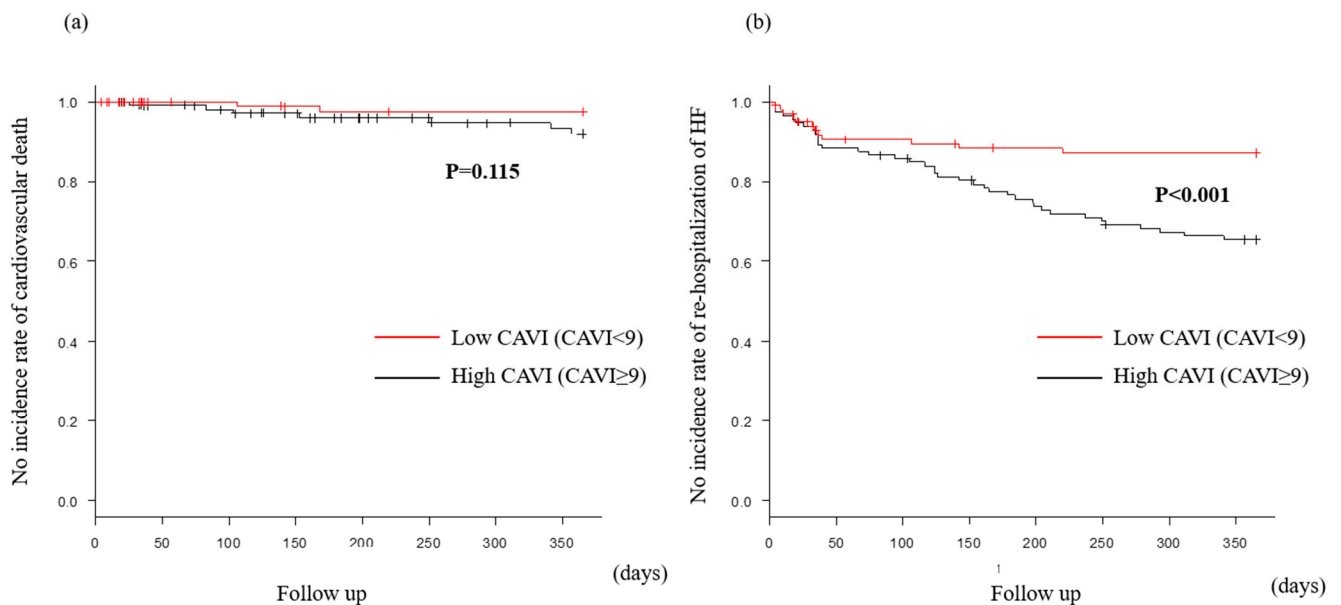 (a)
No incidence rate of cardiovascular death
1.0
0.8
0.6
0.4
0.2
0.0
P=0.115
Low CAVI (CAVI<9)
High CAVI (CAVI≥9)
0 50 100 150 200 250 300 350
(days)
Follow up
(b)
No incidence rate of re-hospitalization of HF
1.0
0.8
0.6
0.4
0.2
0.0
P<0.001
Low CAVI (CAVI<9)
High CAVI (CAVI≥9)
0 50 100 150 200 250 300 350
(days)
Follow up